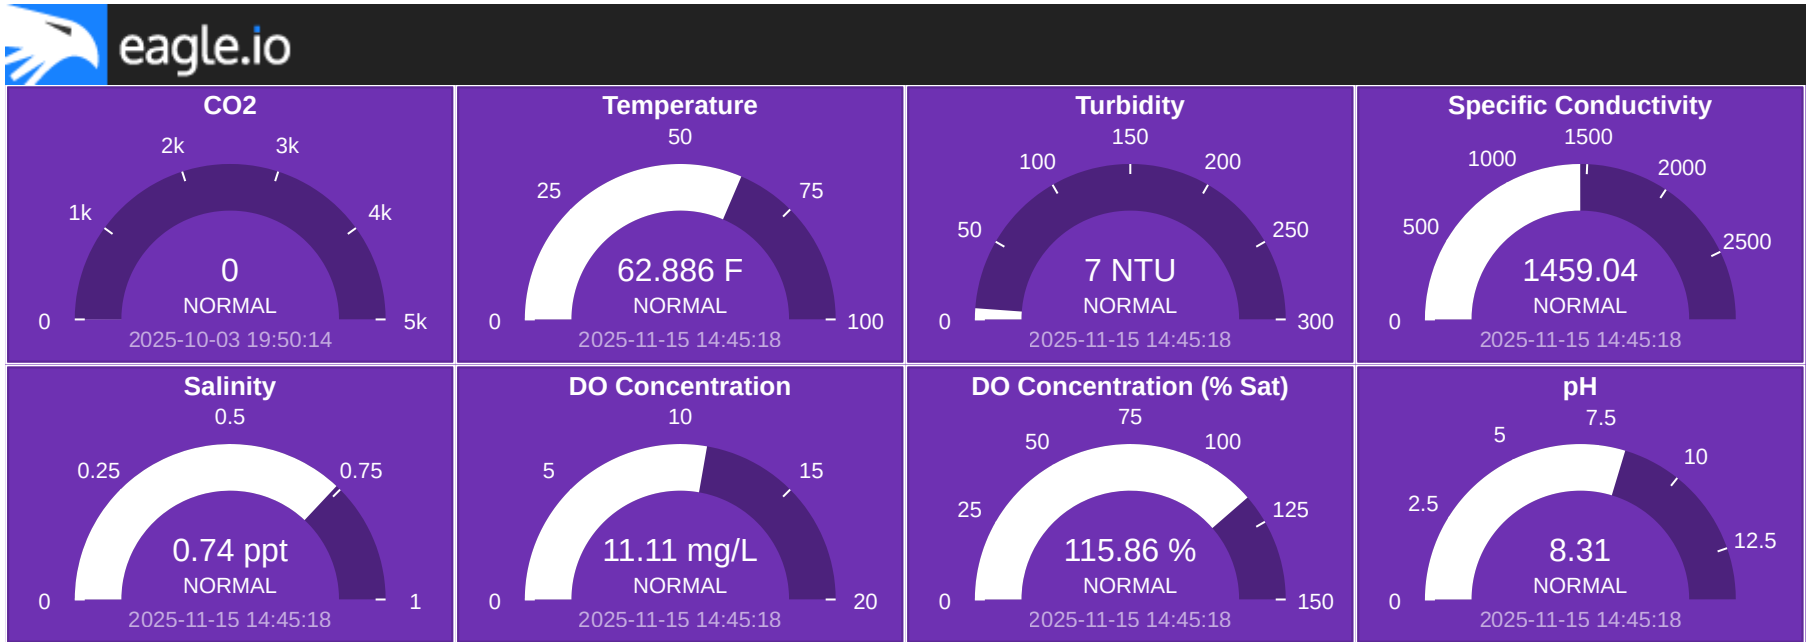 eagle.io
CO2
2k
3k
1k
4k
0
NORMAL
0
5k
2025-10-03 19:50:14
Temperature
50
25
75
62.886 F
NORMAL
0
100
2025-11-15 14:45:18
Turbidity
150
100
200
50
250
7 NTU
NORMAL
0
300
2025-11-15 14:45:18
Specific Conductivity
1500
1000
2000
500
2500
1459.04
NORMAL
0
2025-11-15 14:45:18
Salinity
0.5
0.25
0.75
0.74 ppt
NORMAL
0
1
2025-11-15 14:45:18
DO Concentration
10
5
15
11.11 mg/L
NORMAL
0
20
2025-11-15 14:45:18
DO Concentration (% Sat)
75
50
100
25
125
115.86 %
NORMAL
0
150
2025-11-15 14:45:18
pH
7.5
5
10
2.5
12.5
8.31
NORMAL
0
2025-11-15 14:45:18